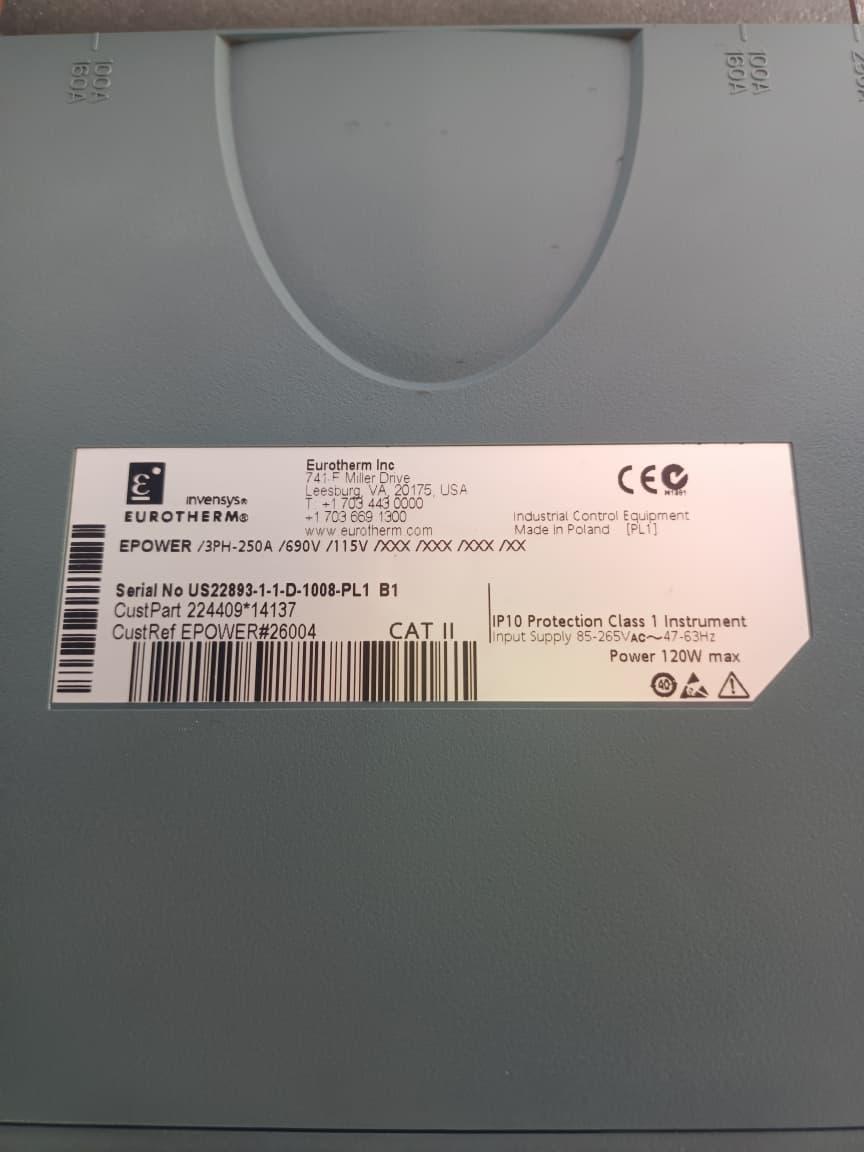 100A
160A
100A
160A
invensys®
EUROTHERM®
Eurotherm Inc
741-F Miller Drive
Leesburg, VA, 20175, USA
T: +1 703 443 0000
+1 703 669 1300
www.eurotherm.com
CE
N1391
Industrial Control Equipment
Made in Poland [PL1]
EPOWER /3PH-250A /690V /115V /XXX /XXX /XXX /XX
Serial No US22893-1-1-D-1008-PL1 B1
CustPart 224409*14137
CustRef EPOWER#26004
CAT II
IP10 Protection Class 1 Instrument
Input Supply 85-265VAC~47-63Hz
Power 120W max
40